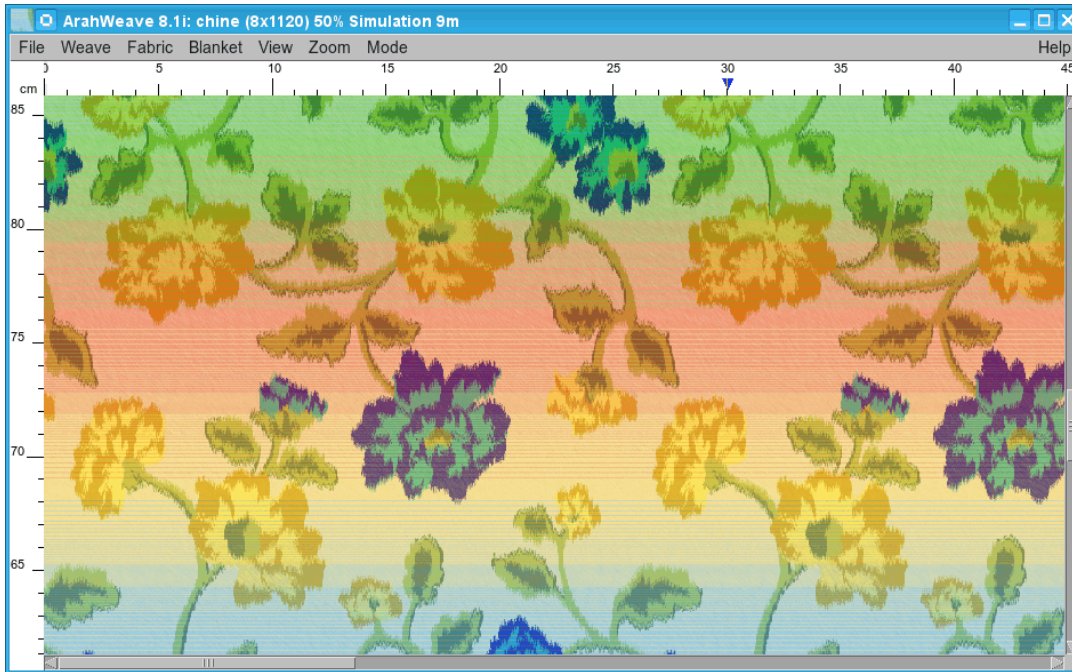 ArahWeave 8.1i: chine (8x1120) 50% Simulation 9m
File Weave Fabric Blanket View Zoom Mode Help
0 5 10 15 20 25 30 35 40 45
cm
85
80
75
70
65